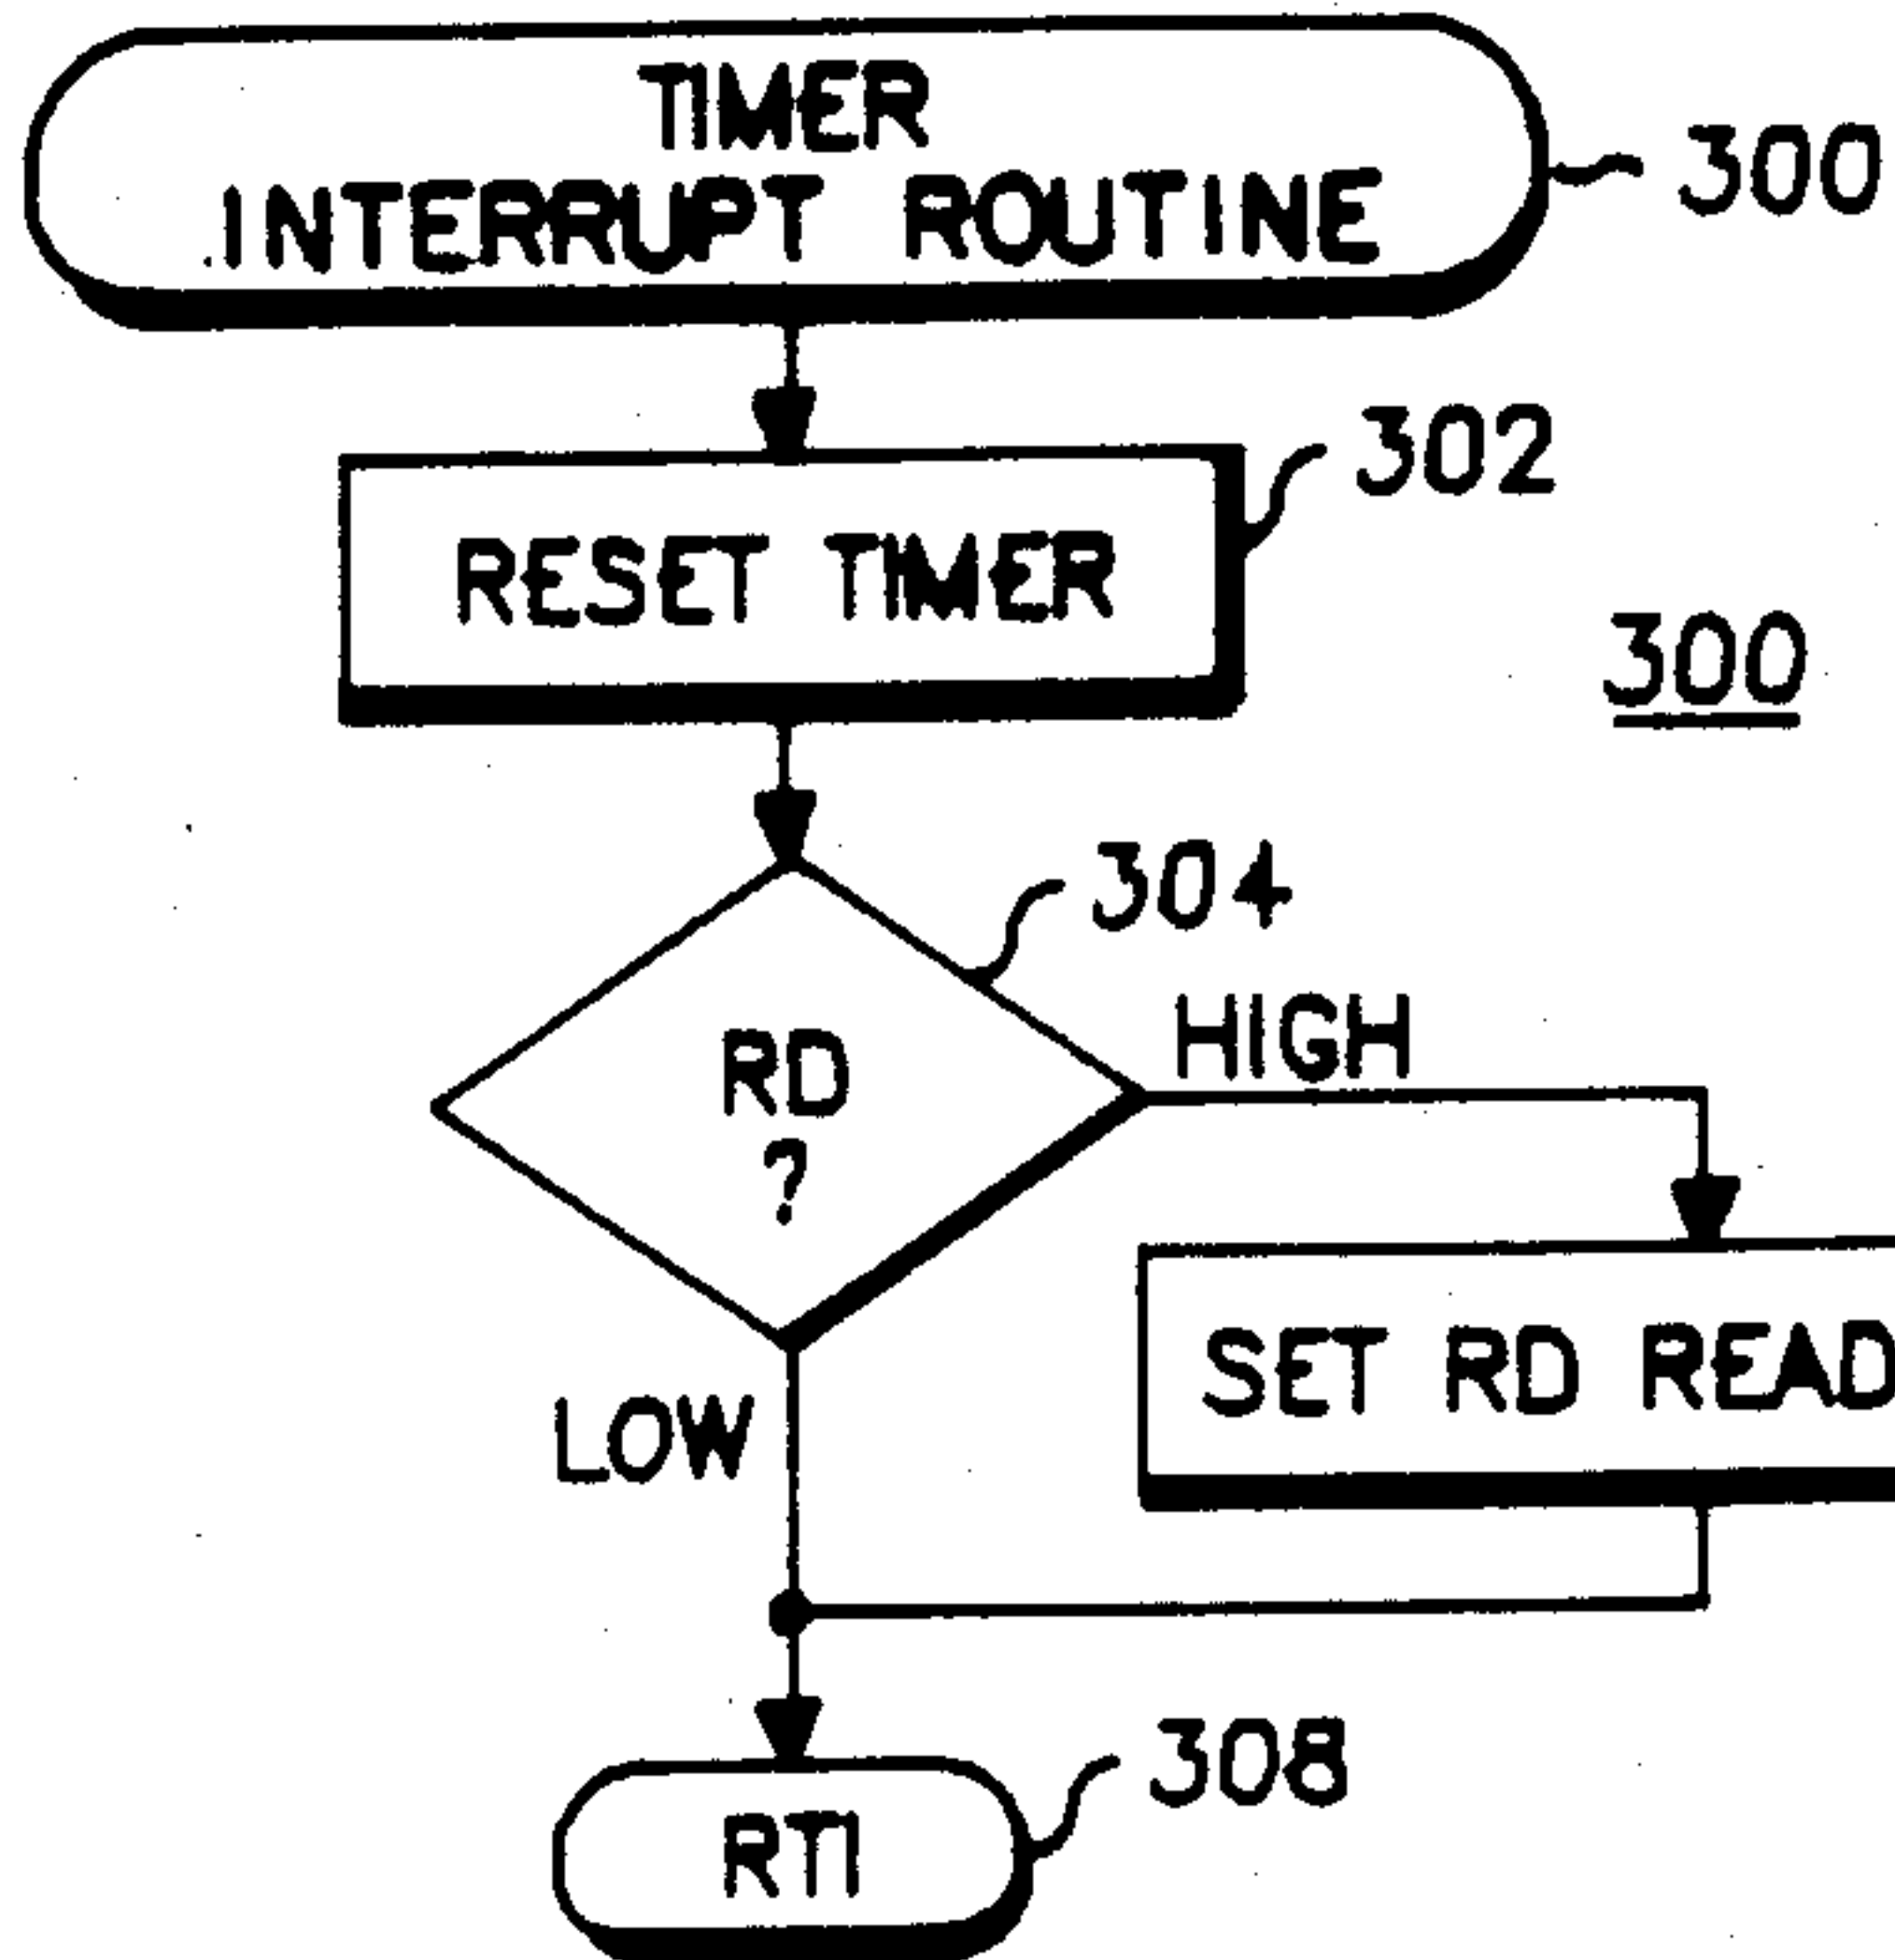 TIMER
INTERRUPT ROUTINE
300
302
RESET TIMER
300
304
HIGH
RD
?
SET RD READ
LOW
308
RTI